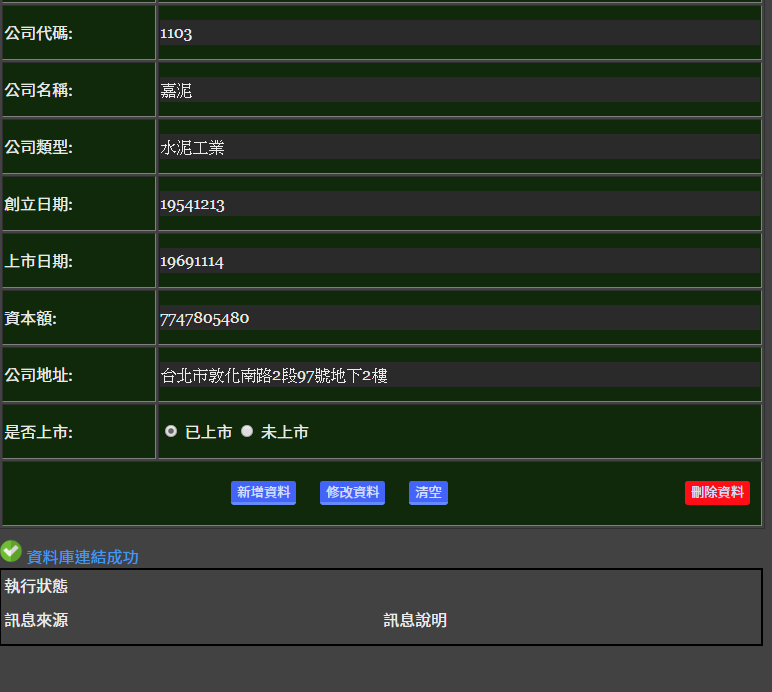 公司代碼: 1103
公司名稱: 嘉泥
公司類型: 水泥工業
創立日期: 19541213
上市日期: 19691114
資本額: 7747805480
公司地址: 台北市敦化南路2段97號地下2樓
是否上市: 已上市 未上市
新增資料 修改資料 清空 刪除資料
資料庫連結成功
執行狀態
訊息來源 訊息說明